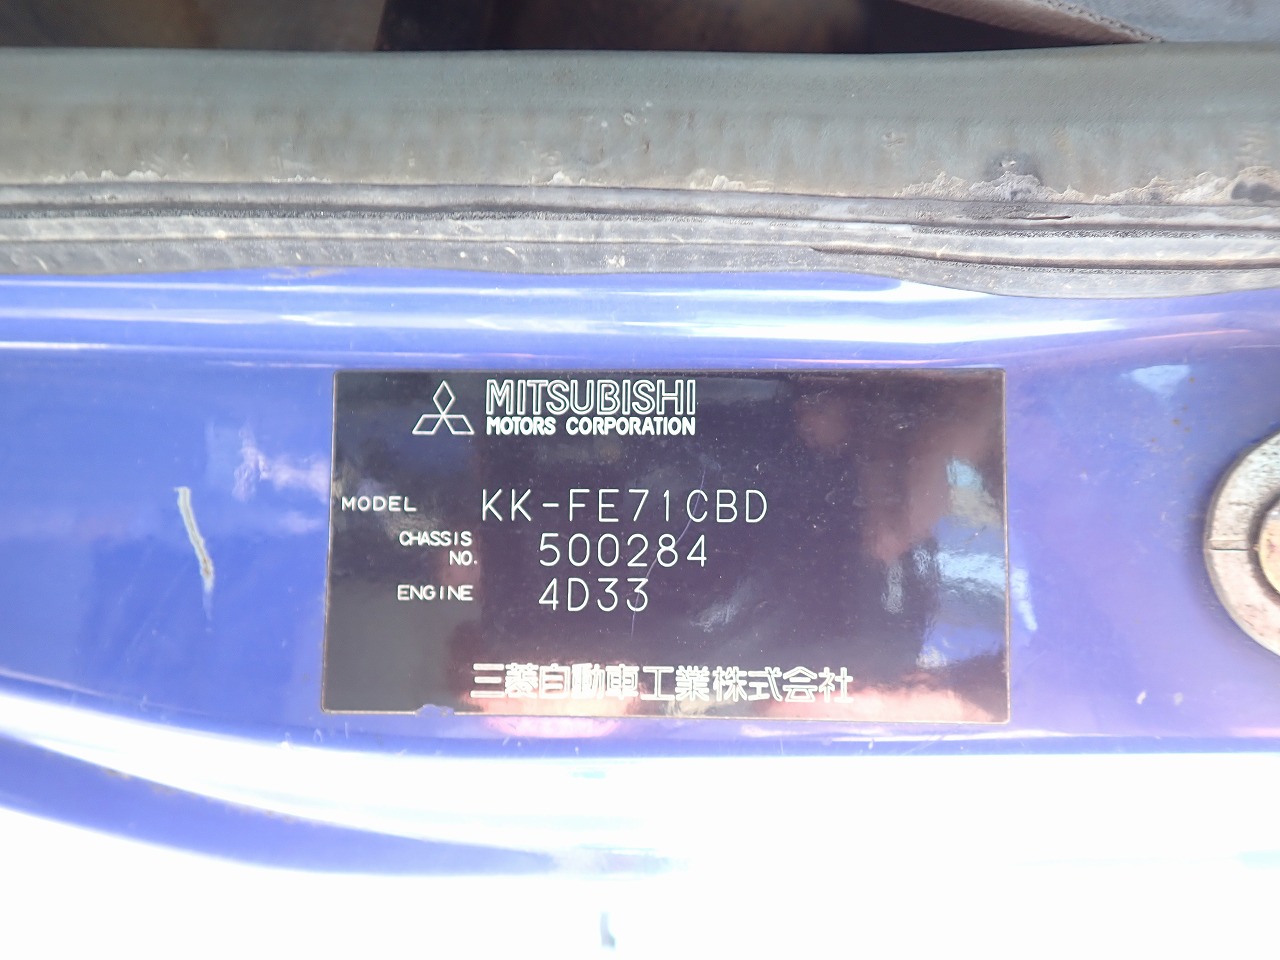 MITSUBISHI
MOTORS CORPORATION
MODEL KK-FE71CBD
CHASSIS
NO. 500284
ENGINE 4D33
三菱自動車工業株式会社